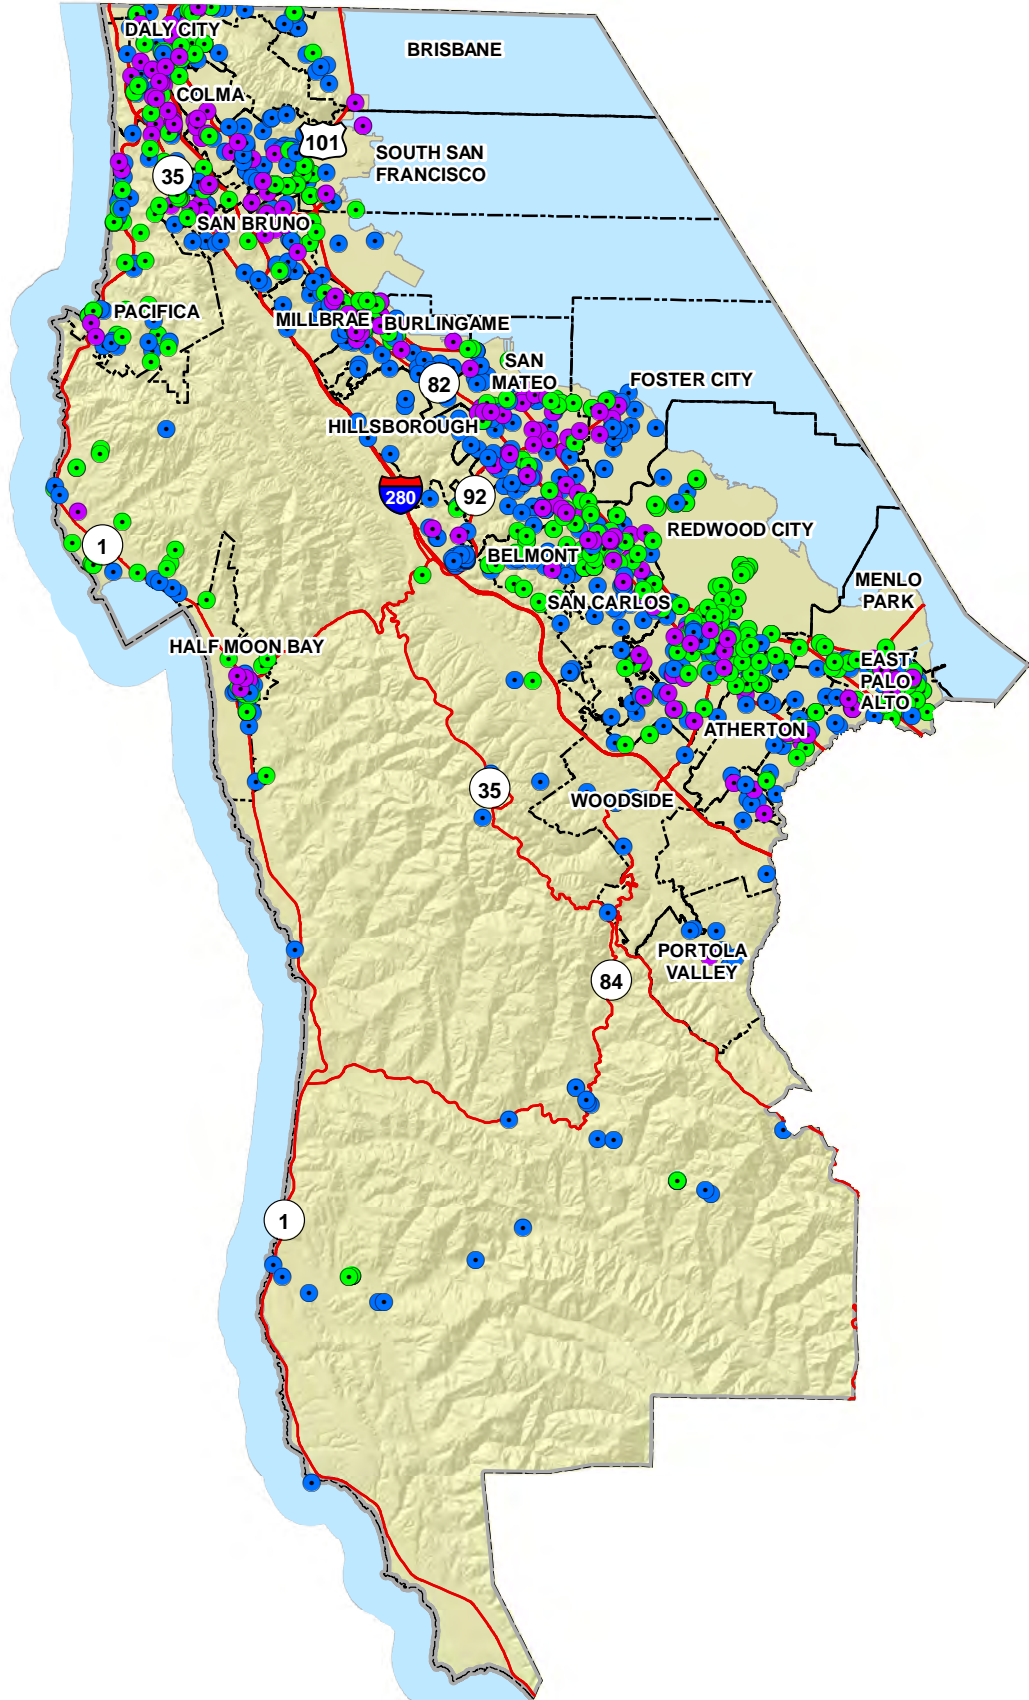 DALY CITY
BRISBANE
COLMA
101
SOUTH SAN
FRANCISCO
35
SAN BRUNO
PACIFICA
MILLBRAE
BURLINGAME
SAN
MATEO
82
FOSTER CITY
HILLSBOROUGH
280
92
REDWOOD CITY
1
BELMONT
MENLO
PARK
SAN CARLOS
HALF MOON BAY
EAST
PALO
ALTO
ATHERTON
35
WOODSIDE
PORTOLA
VALLEY
84
1